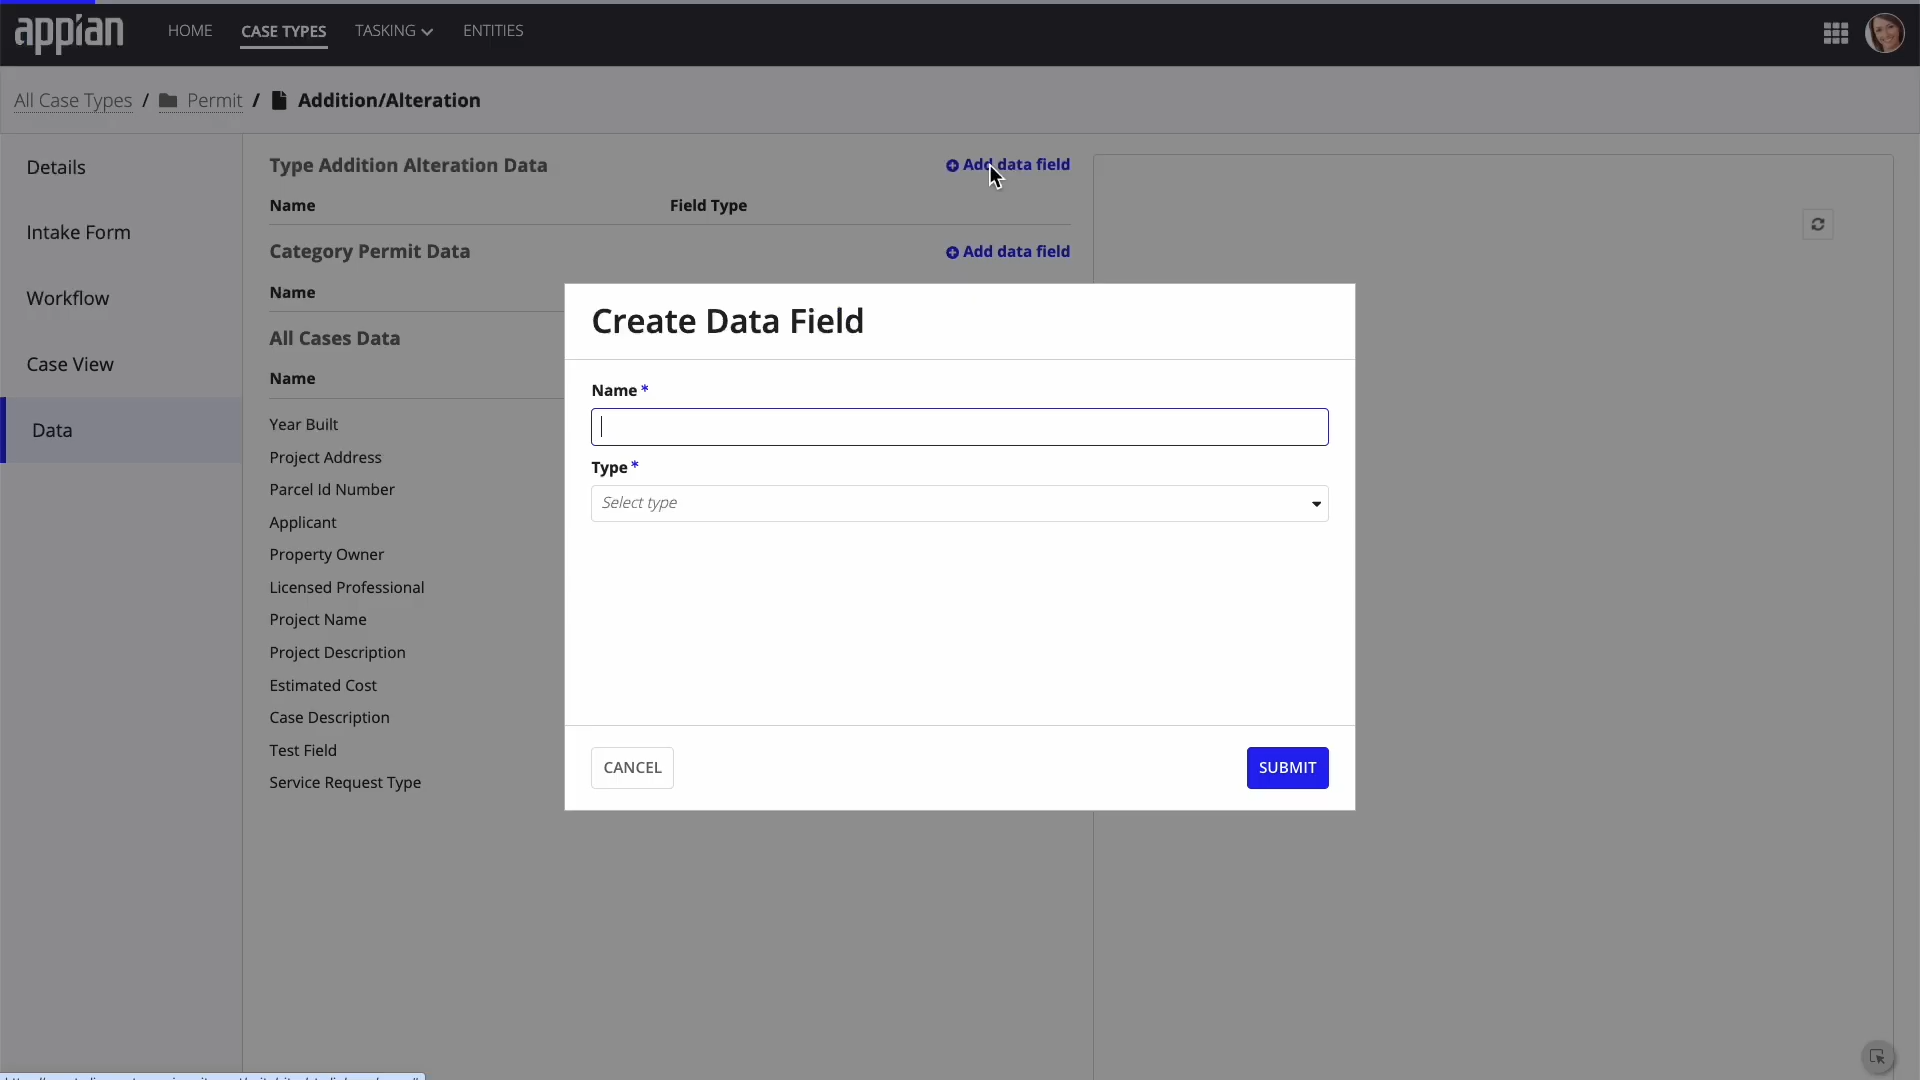 appian
HOME
CASE TYPES
TASKING
ENTITIES
All Case Types / Permit / Addition/Alteration
Details
Intake Form
Workflow
Case View
Data
Type Addition Alteration Data
Add data field
Name
Field Type
Category Permit Data
Add data field
Name
All Cases Data
Name
Year Built
Project Address
Parcel Id Number
Applicant
Property Owner
Licensed Professional
Project Name
Project Description
Estimated Cost
Case Description
Test Field
Service Request Type
Create Data Field
Name *
Type *
Select type
CANCEL
SUBMIT